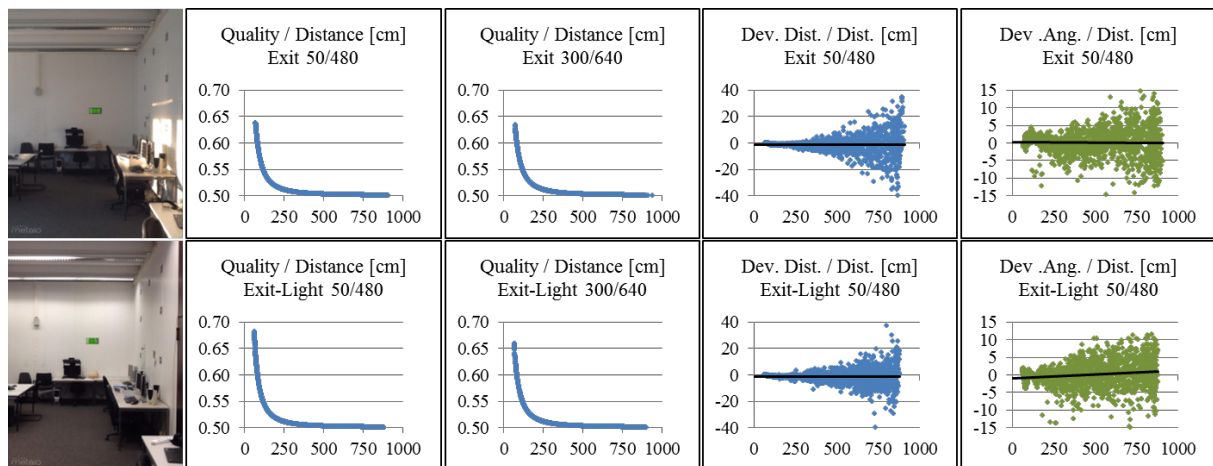 Quality / Distance [cm]
Exit 50/480
0.70
0.65
0.60
0.55
0.50
0 250 500 750 1000
Quality / Distance [cm]
Exit 300/640
0.70
0.65
0.60
0.55
0.50
0 250 500 750 1000
Dev. Dist. / Dist. [cm]
Exit 50/480
40
20
0
-20
-40
0 250 500 750 1000
Dev .Ang. / Dist. [cm]
Exit 50/480
15
10
5
0
-5
-10
-15
0 250 500 750 1000
metaio
Quality / Distance [cm]
Exit-Light 50/480
0.70
0.65
0.60
0.55
0.50
0 250 500 750 1000
Quality / Distance [cm]
Exit-Light 300/640
0.70
0.65
0.60
0.55
0.50
0 250 500 750 1000
Dev. Dist. / Dist. [cm]
Exit-Light 50/480
40
20
0
-20
-40
0 250 500 750 1000
Dev .Ang. / Dist. [cm]
Exit-Light 50/480
15
10
5
0
-5
-10
-15
0 250 500 750 1000
metaio